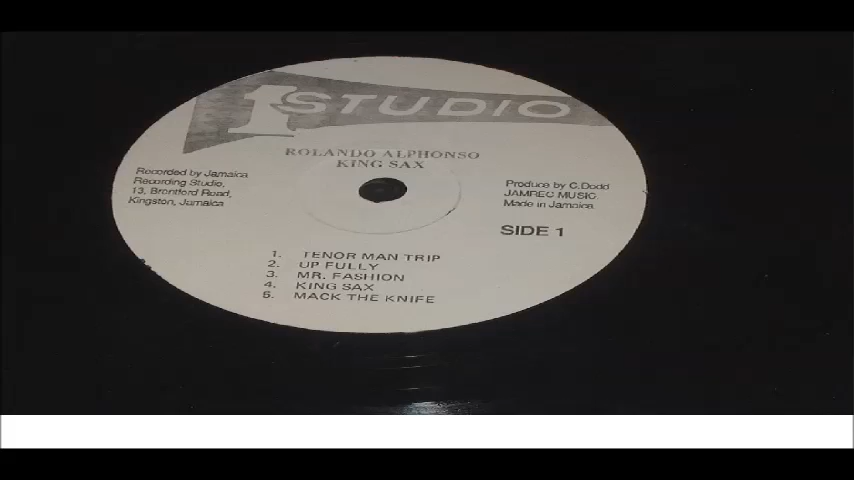 1 STUDIO
ROLANDO ALPHONSO
KING SAX
Recorded by Jamaica
Recording Studio,
13, Brentford Road,
Kingston, Jamaica
Produce by C.Dodd
JAMREC MUSIC
Made in Jamaica
SIDE 1
1. TENOR MAN TRIP
2. UP FULLY
3. MR. FASHION
4. KING SAX
5. MACK THE KNIFE